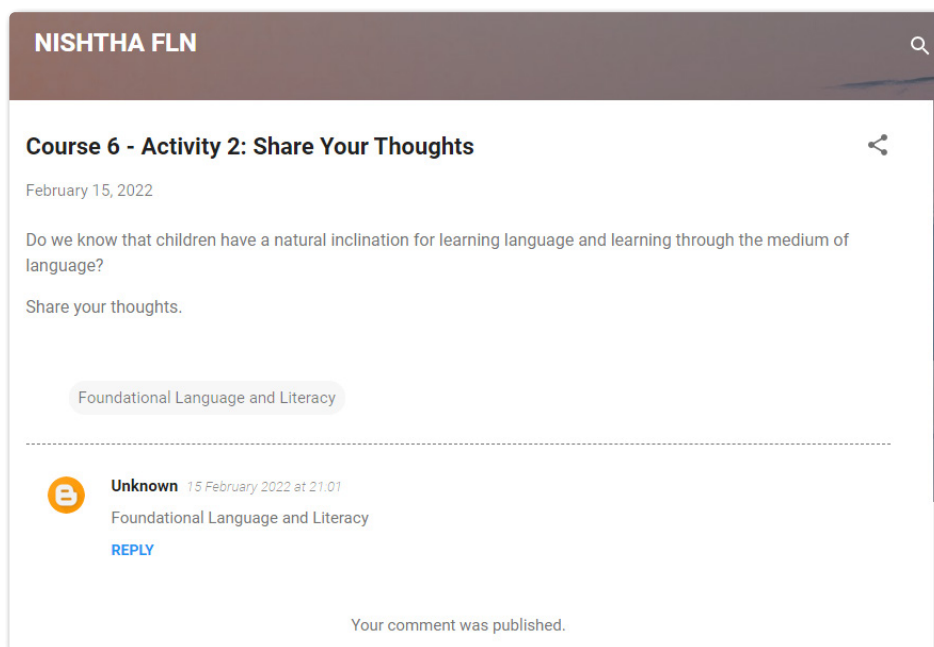 NISHTHA FLN
Course 6 - Activity 2: Share Your Thoughts
February 15, 2022
Do we know that children have a natural inclination for learning language and learning through the medium of
language?
Share your thoughts.
Foundational Language and Literacy
Unknown 15 February 2022 at 21:01
Foundational Language and Literacy
REPLY
Your comment was published.